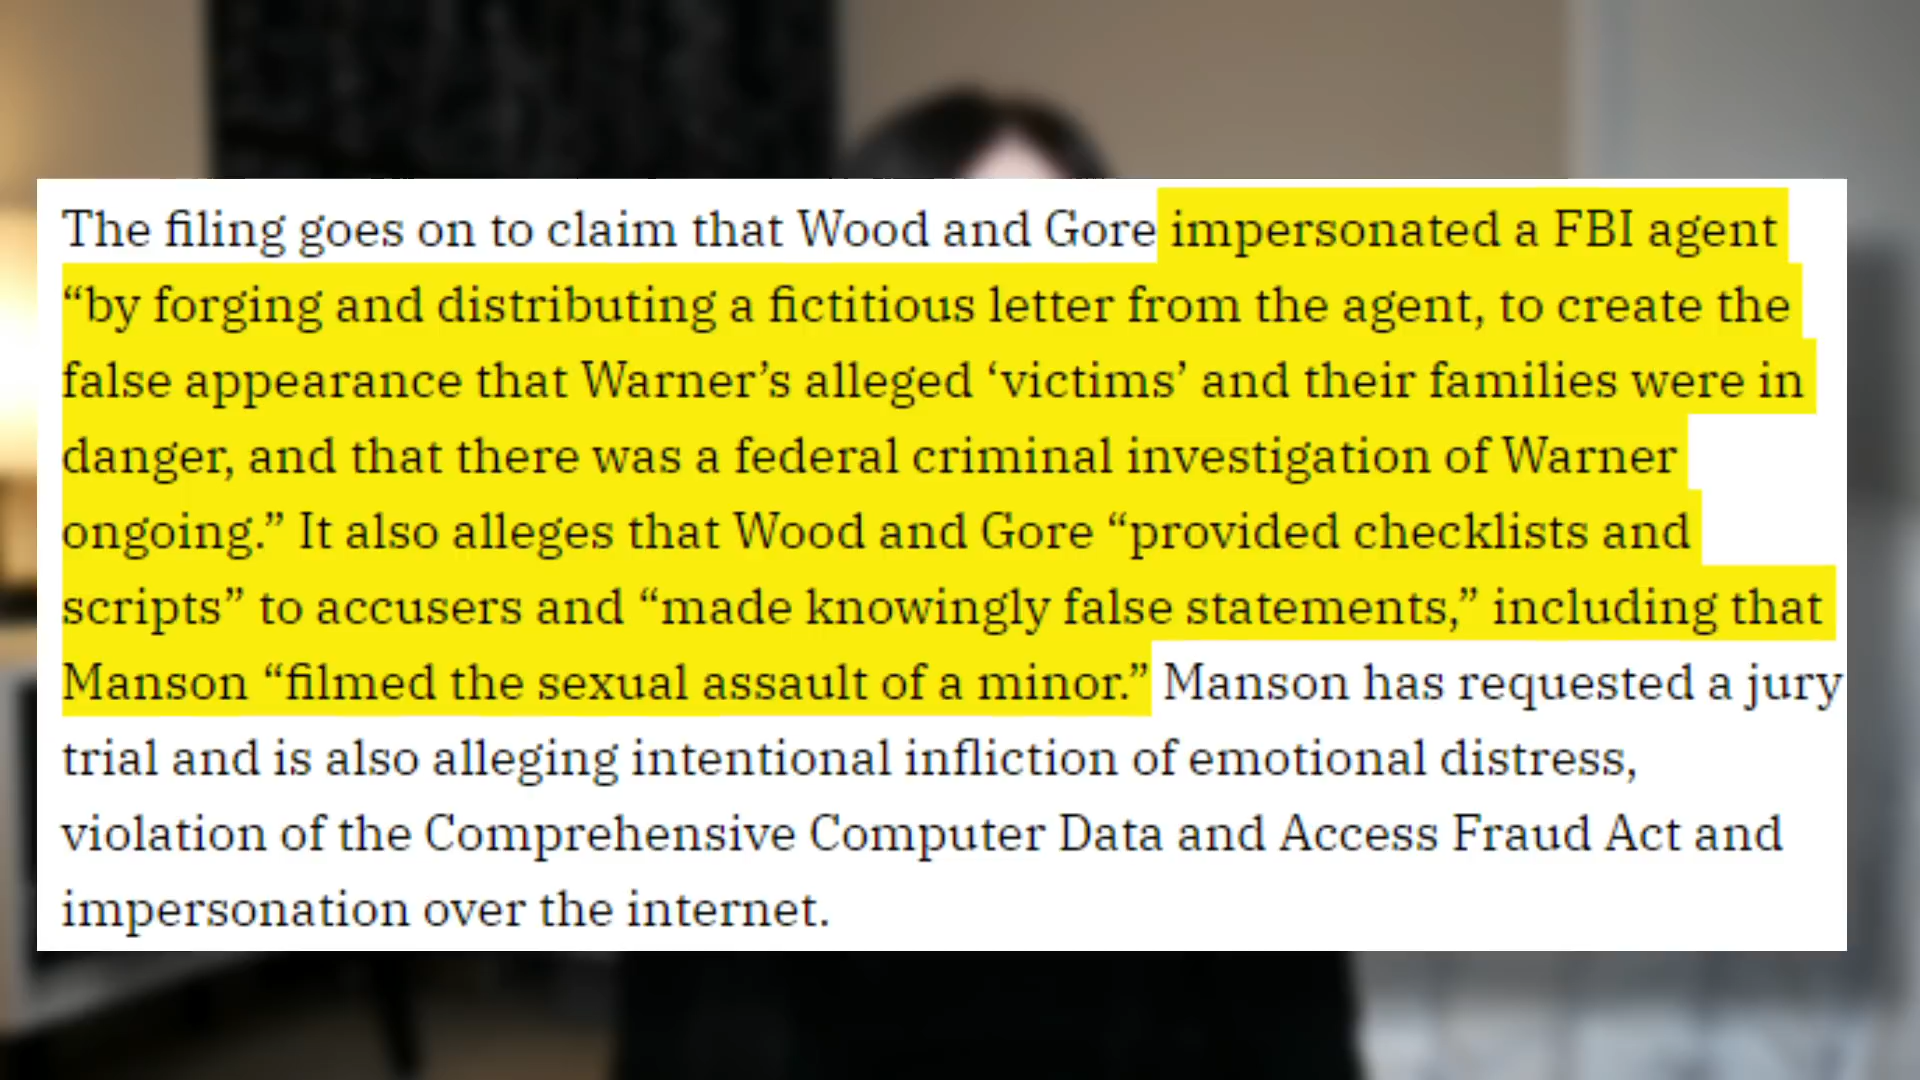 The filing goes on to claim that Wood and Gore impersonated a FBI agent
“by forging and distributing a fictitious letter from the agent, to create the
false appearance that Warner’s alleged ‘victims’ and their families were in
danger, and that there was a federal criminal investigation of Warner
ongoing.” It also alleges that Wood and Gore “provided checklists and
scripts” to accusers and “made knowingly false statements,” including that
Manson “filmed the sexual assault of a minor.” Manson has requested a jury
trial and is also alleging intentional infliction of emotional distress,
violation of the Comprehensive Computer Data and Access Fraud Act and
impersonation over the internet.